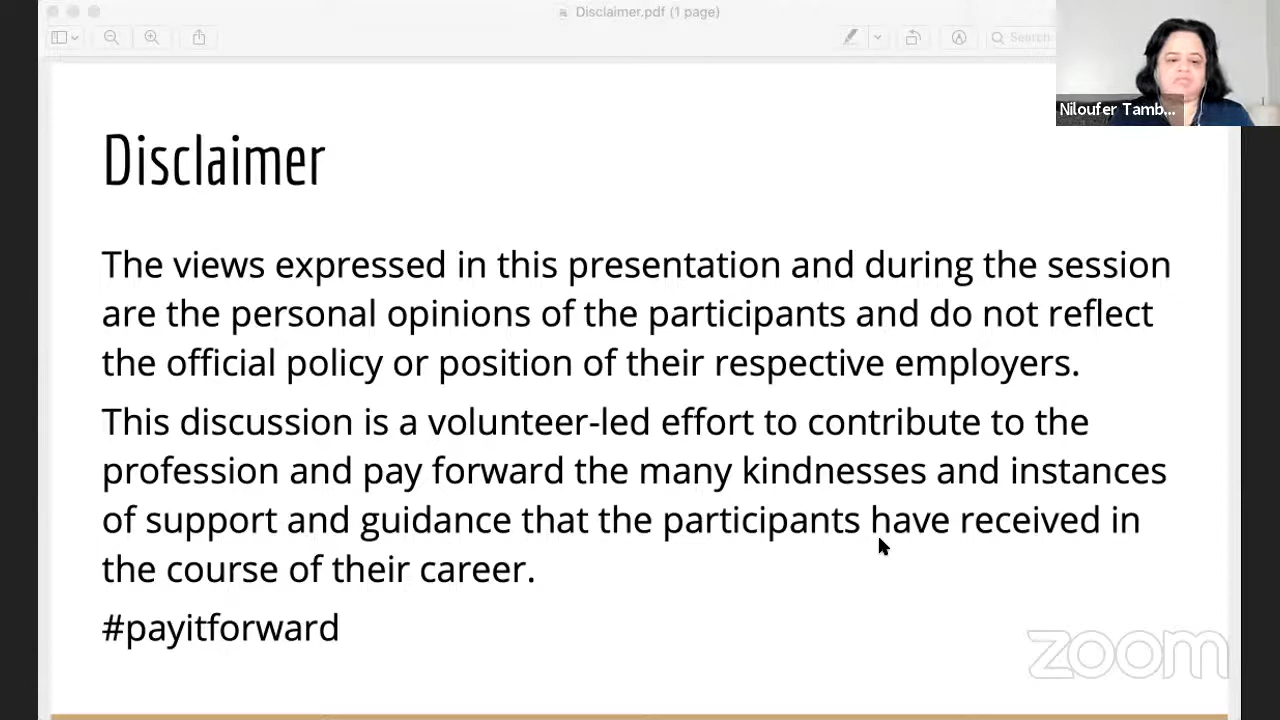 Disclaimer.pdf (1 page)
Search
Niloufer Tamb...
Disclaimer
The views expressed in this presentation and during the session
are the personal opinions of the participants and do not reflect
the official policy or position of their respective employers.
This discussion is a volunteer-led effort to contribute to the
profession and pay forward the many kindnesses and instances
of support and guidance that the participants have received in
the course of their career.
#payitforward
zoom